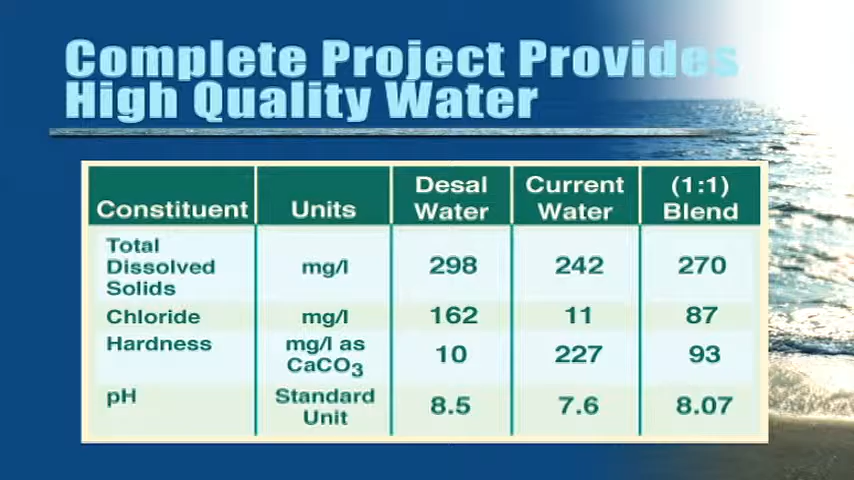 Complete Project Provides
High Quality Water
Constituent Units Desal Water Current Water (1:1) Blend
Total Dissolved Solids mg/l 298 242 270
Chloride mg/l 162 11 87
Hardness mg/l as CaCO3 10 227 93
pH Standard Unit 8.5 7.6 8.07